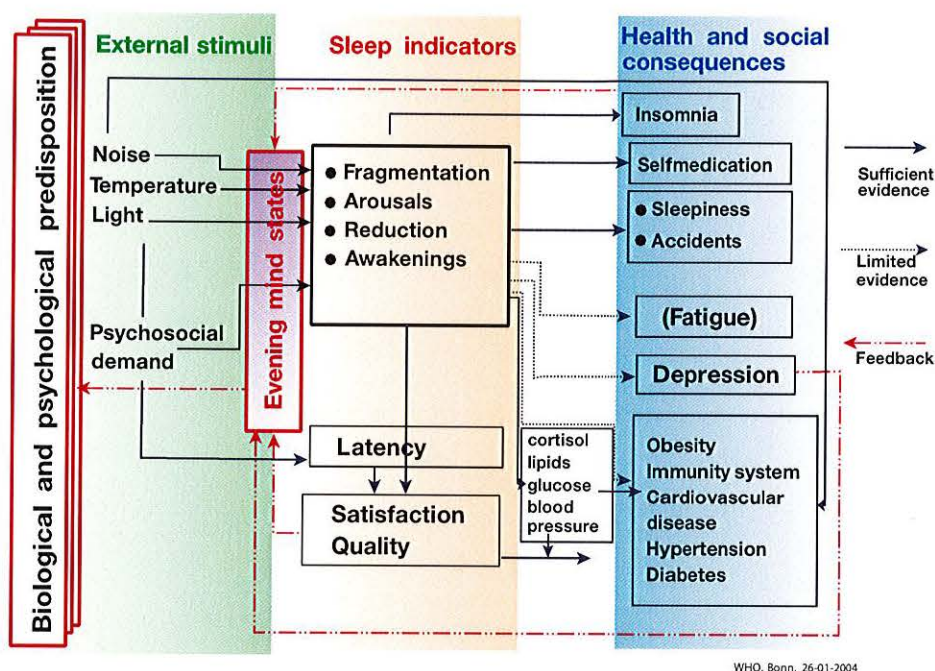 Biological and psychological predisposition
External stimuli
Noise
Temperature
Light
Psychosocial
demand
Evening mind states
Sleep indicators
● Fragmentation
● Arousals
● Reduction
● Awakenings
Latency
Satisfaction
Quality
cortisol
lipids
glucose
blood
pressure
Health and social
consequences
Insomnia
Selfmedication
● Sleepiness
● Accidents
(Fatigue)
Depression
Obesity
Immunity system
Cardiovascular
disease
Hypertension
Diabetes
Sufficient
evidence
Limited
evidence
Feedback
WHO, Bonn, 26-01-2004